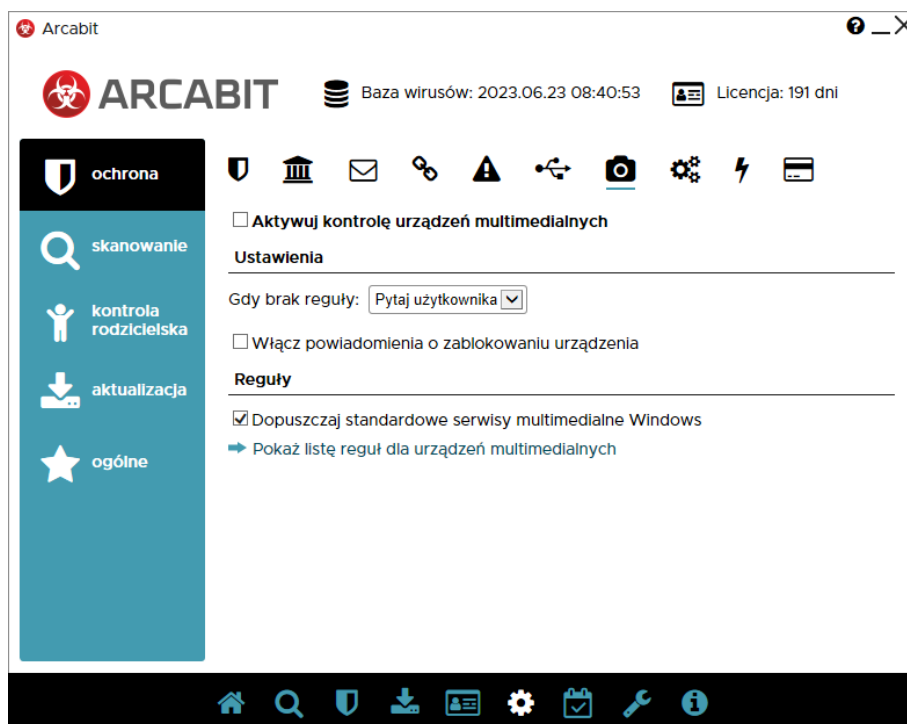 Arcabit
ARCABIT
Baza wirusów: 2023.06.23 08:40:53
Licencja: 191 dni
ochrona
skanowanie
kontrola
rodzicielska
aktualizacja
ogólne
Aktywuj kontrolę urządzeń multimedialnych
Ustawienia
Gdy brak reguły: Pytaj użytkownika
Włącz powiadomienia o zablokowaniu urządzenia
Reguły
Dopuszczaj standardowe serwisy multimedialne Windows
Pokaż listę reguł dla urządzeń multimedialnych